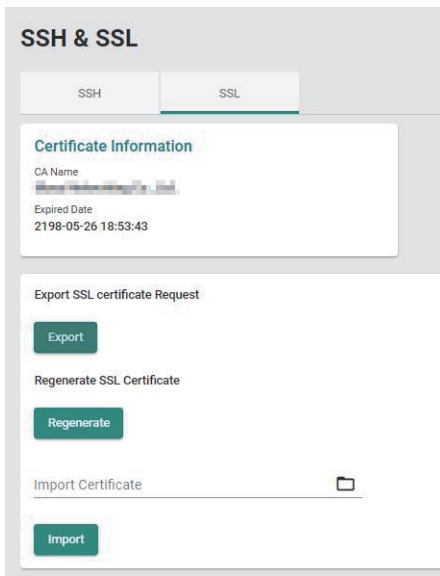 SSH & SSL
SSH SSL
Certificate Information
CA Name
Expired Date
2198-05-26 18:53:43
Export SSL certificate Request
Export
Regenerate SSL Certificate
Regenerate
Import Certificate
Import